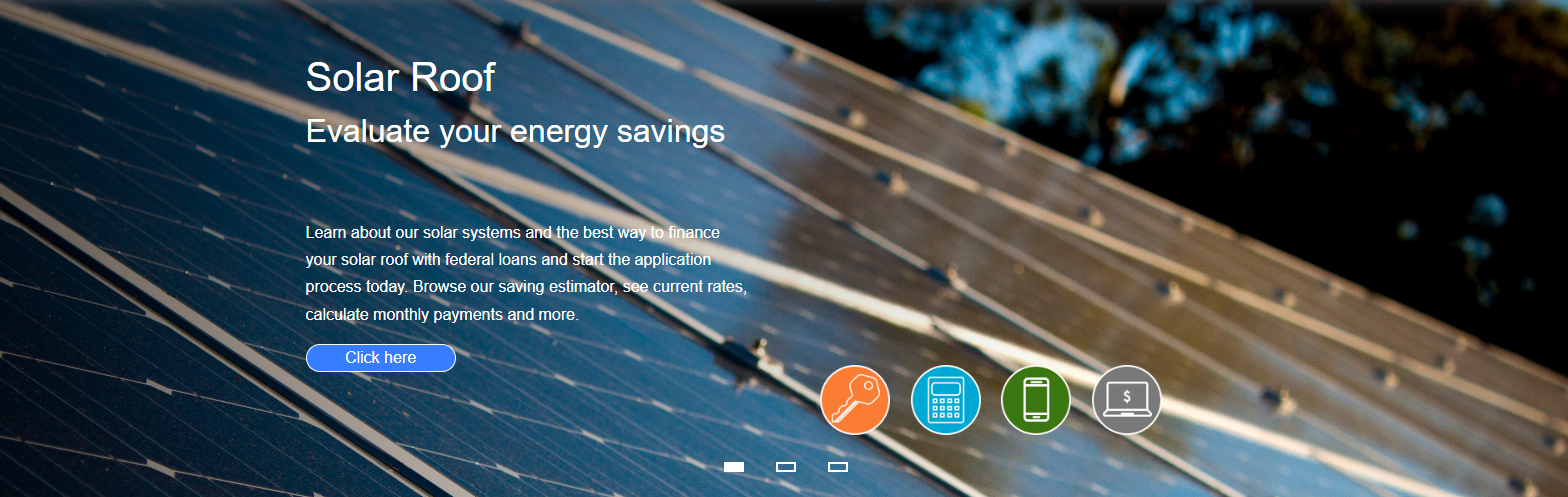 Solar Roof
Evaluate your energy savings
Learn about our solar systems and the best way to finance
your solar roof with federal loans and start the application
process today. Browse our saving estimator, see current rates,
calculate monthly payments and more.
Click here
$